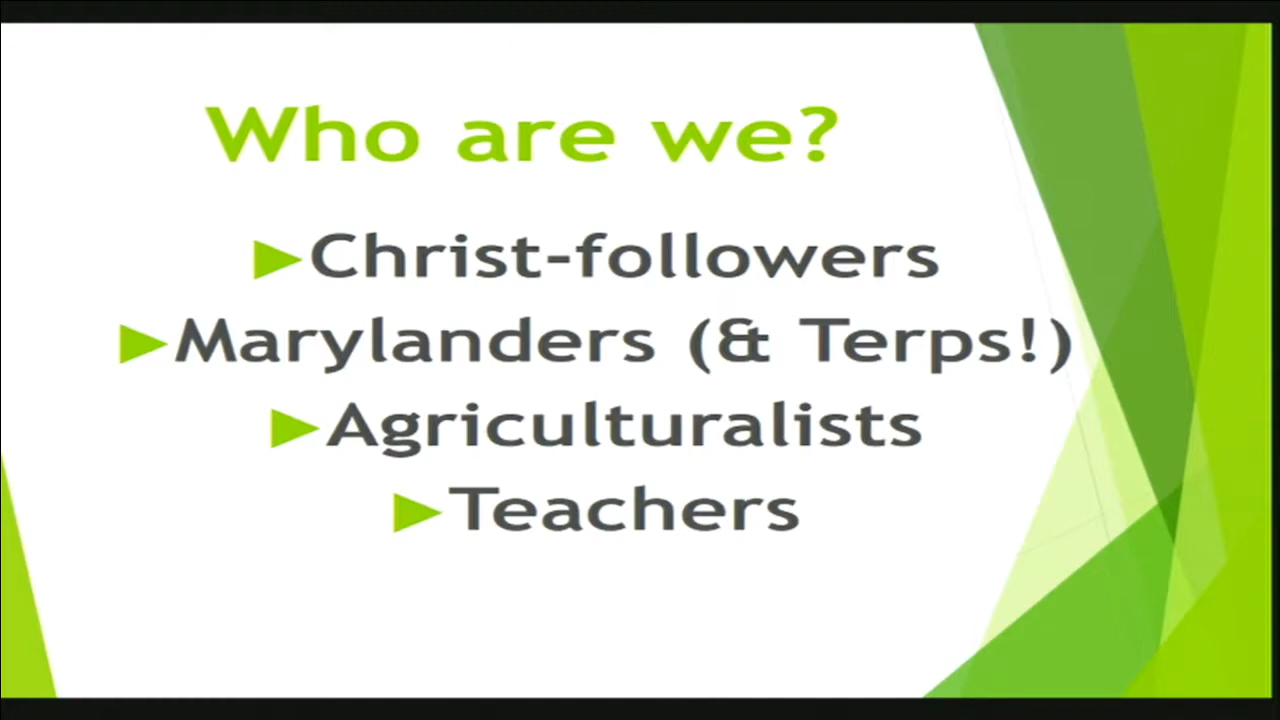 Who are we?
►Christ-followers
►Marylanders (& Terps!)
►Agriculturalists
►Teachers